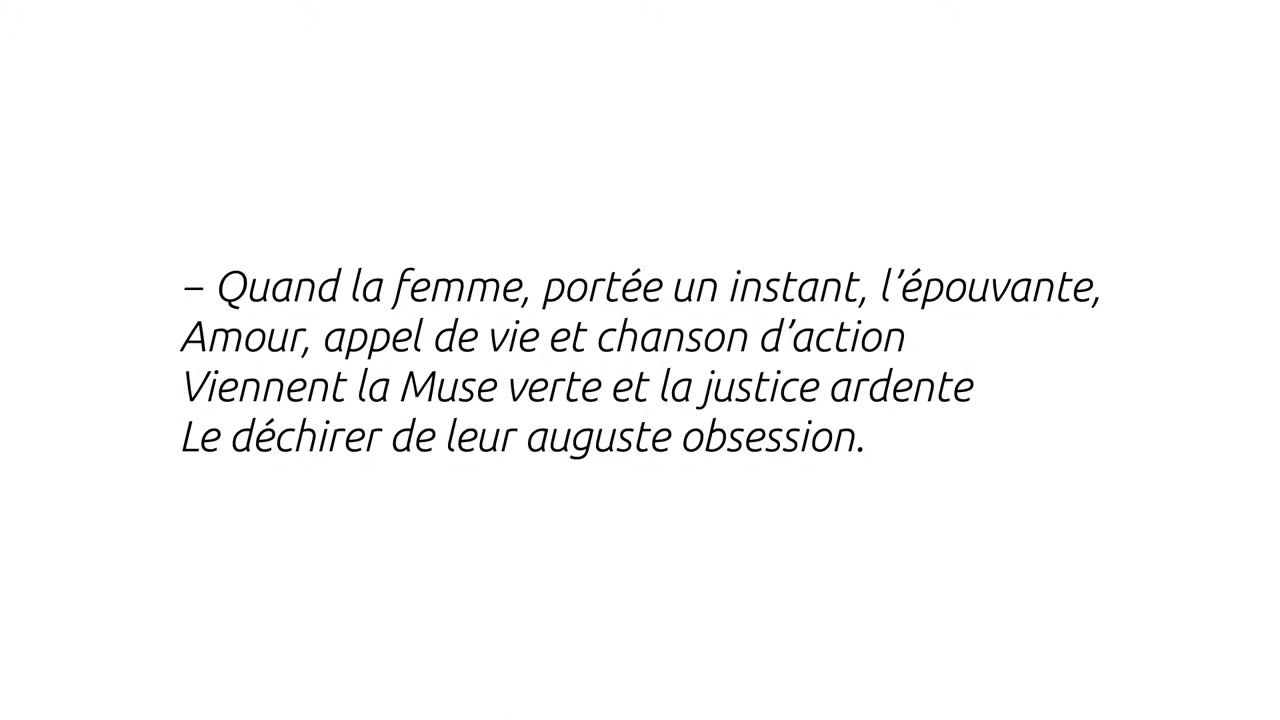 – Quand la femme, portée un instant, l’épouvante,
Amour, appel de vie et chanson d’action
Viennent la Muse verte et la justice ardente
Le déchirer de leur auguste obsession.